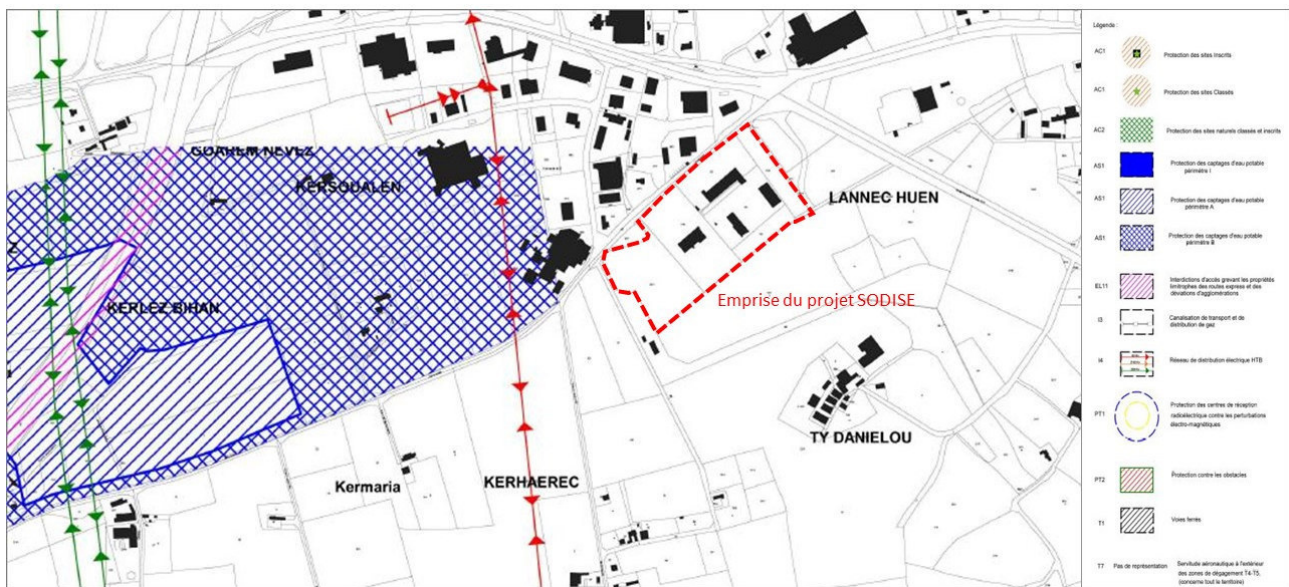 GOAREM NEVEZ
KERSODALEN
LANNEC HUEN
KERLEZ BIHAN
Emprise du projet SODISE
TY DANIELOU
Kermaria
KERHAEREC
Légende :
AC1
Protection des sites Inscrits
AC1
Protection des sites Classés
AC2
Protection des sites naturels classés et inscrits
AS1
Protection des captages d'eau potable
périmètre I
AS1
Protection des captages d'eau potable
périmètre A
AS1
Protection des captages d'eau potable
périmètre B
EL11
Interdictions d'accès grevant les propriétés
limitrophes des routes express et des
déviations d'agglomérations
I3
Canalisation de transport et de
distribution de gaz
I4
Réseau de distribution électrique HTB
PT1
Protection des centres de réception
radioélectrique contre les perturbations
électro-magnétiques
PT2
Protection contre les obstacles
T1
Voies ferrés
T7
Pas de représentation
Servitude aéronautique à l'extérieur
des zones de dégagement T4-T5,
(concerne tout le territoire)